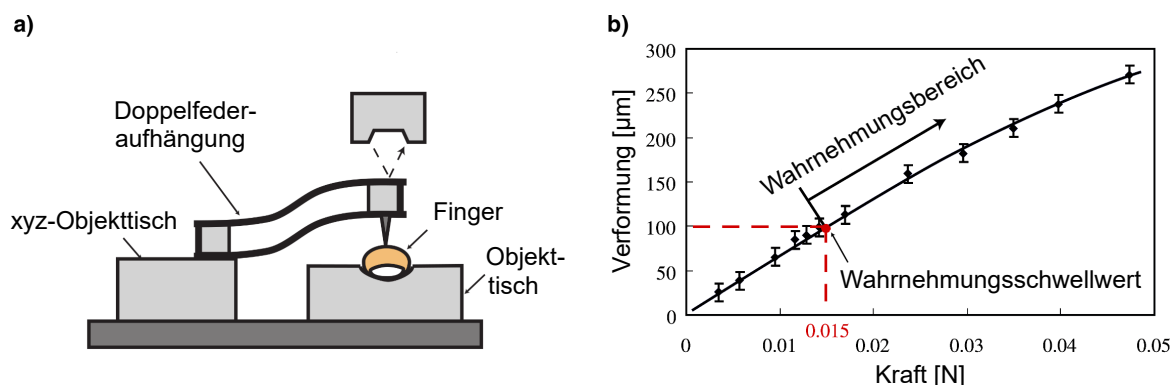 a)
Doppelfeder-
aufhängung
xyz-Objekttisch
Finger
Objekt-
tisch
b)
Verformung [µm]
300
250
200
150
100
50
0
Wahrnehmungsbereich
Wahrnehmungsschwellwert
0.015
0 0.01 0.02 0.03 0.04 0.05
Kraft [N]